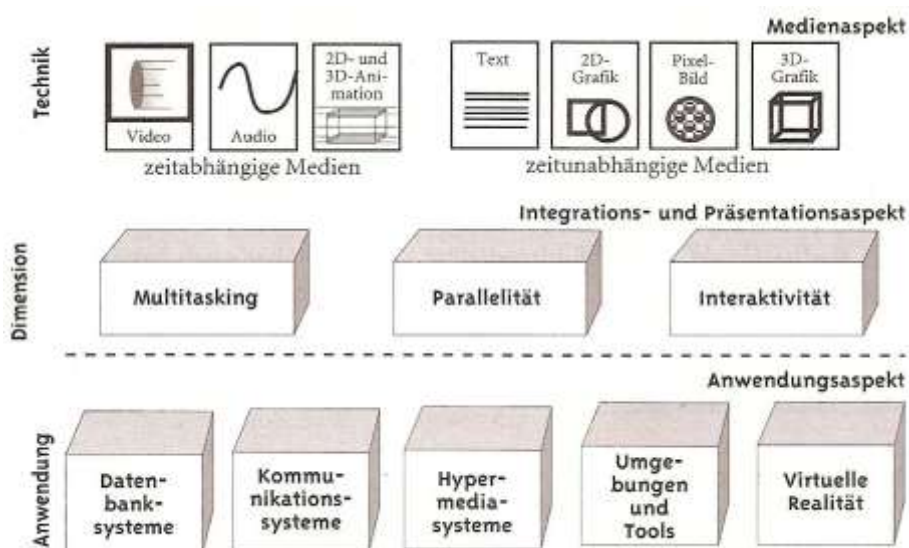 Medienaspekt
Technik
Video
Audio
2D- und
3D-Ani-
mation
Text
2D-
Grafik
Pixel-
Bild
3D-
Grafik
zeitabhängige Medien
zeitunabhängige Medien
Integrations- und Präsentationsaspekt
Dimension
Multitasking
Parallelität
Interaktivität
Anwendungsaspekt
Anwendung
Daten-
bank-
systeme
Kommu-
nikations-
systeme
Hyper-
media-
systeme
Umge-
bungen
und
Tools
Virtuelle
Realität